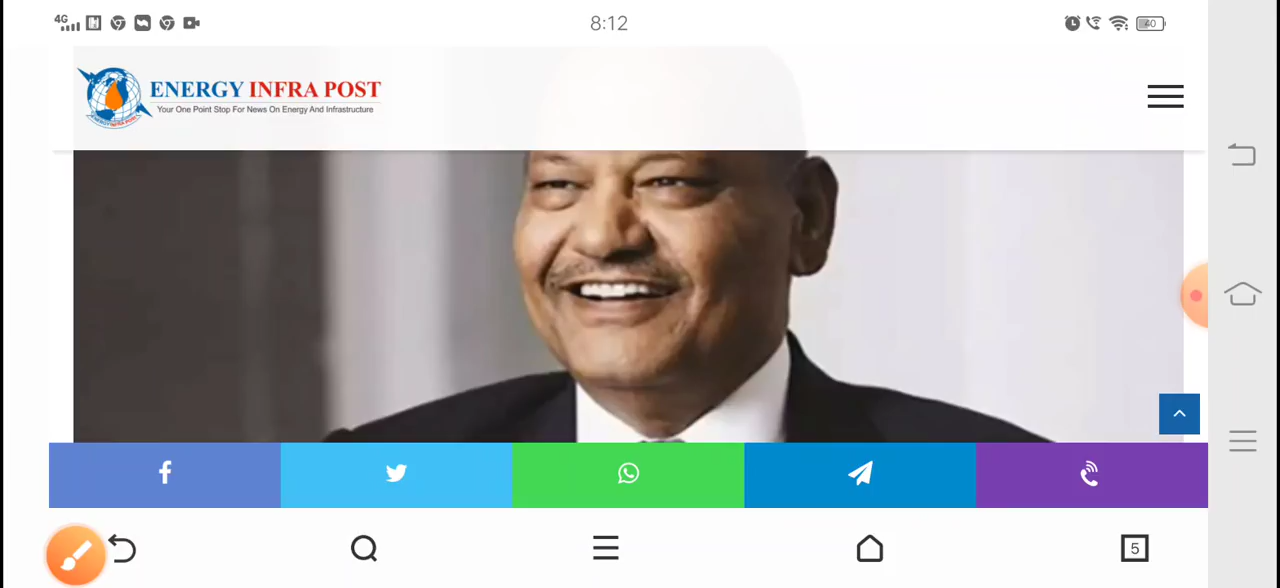 4G
8:12
40
ENERGY INFRA POST
Your One Point Stop For News On Energy And Infrastructure
5